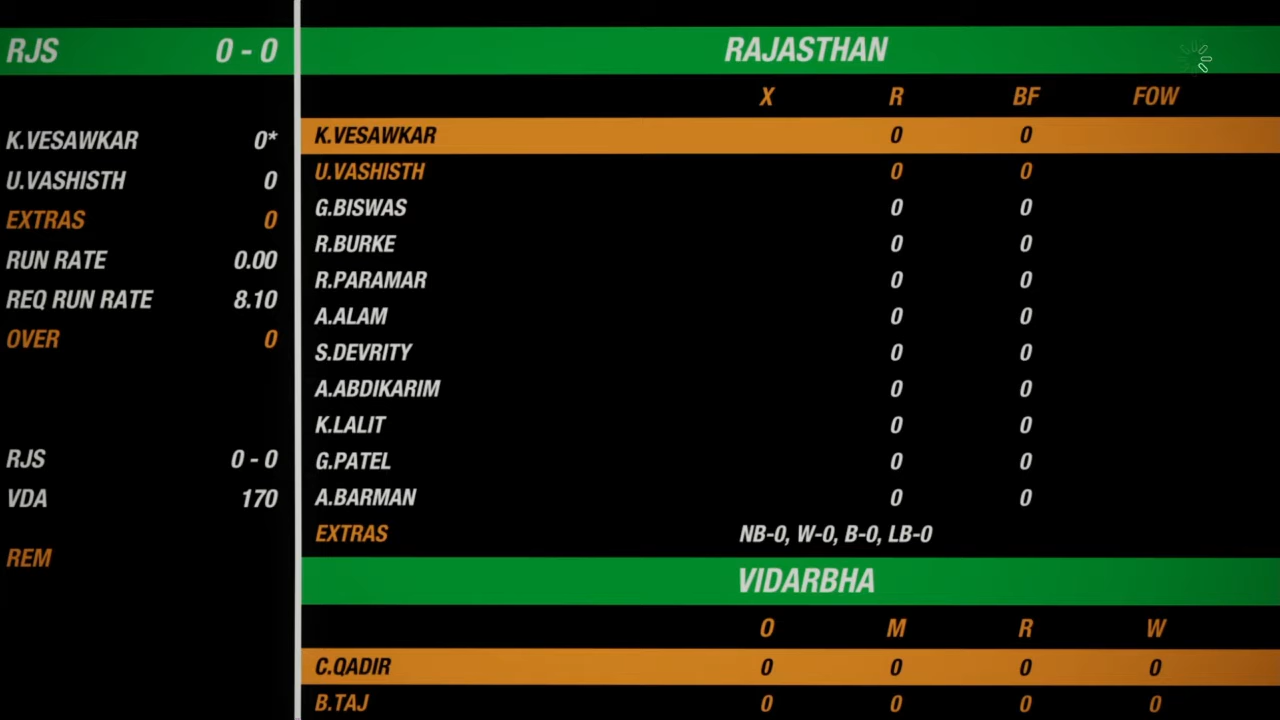 RJS 0 - 0
K.VESAWKAR 0*
U.VASHISTH 0
EXTRAS 0
RUN RATE 0.00
REQ RUN RATE 8.10
OVER 0
RJS 0 - 0
VDA 170
REM
RAJASTHAN
X R BF FOW
K.VESAWKAR 0 0
U.VASHISTH 0 0
G.BISWAS 0 0
R.BURKE 0 0
R.PARAMAR 0 0
A.ALAM 0 0
S.DEVRITY 0 0
A.ABDIKARIM 0 0
K.LALIT 0 0
G.PATEL 0 0
A.BARMAN 0 0
EXTRAS NB-0, W-0, B-0, LB-0
VIDARBHA
O M R W
C.QADIR 0 0 0 0
B.TAJ 0 0 0 0